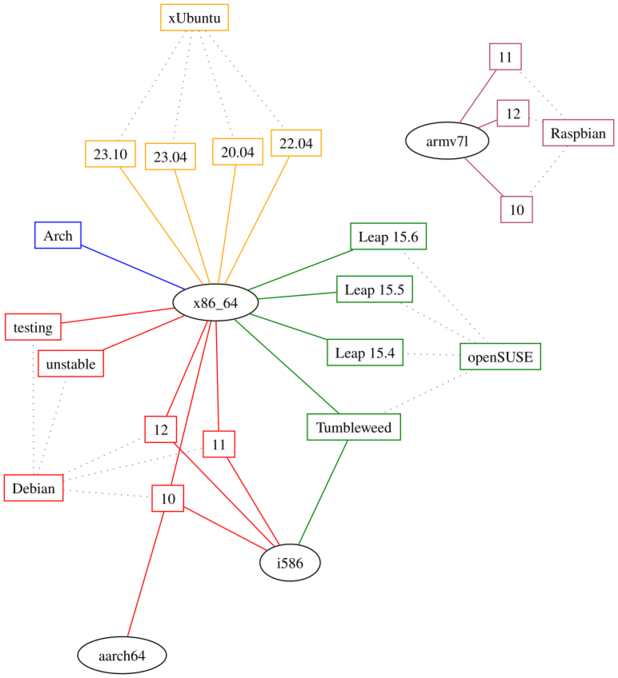 xUbuntu
11
12
armv7l
Raspbian
23.10
23.04
20.04
22.04
10
Arch
Leap 15.6
Leap 15.5
x86_64
testing
unstable
Leap 15.4
openSUSE
12
11
Tumbleweed
Debian
10
i586
aarch64